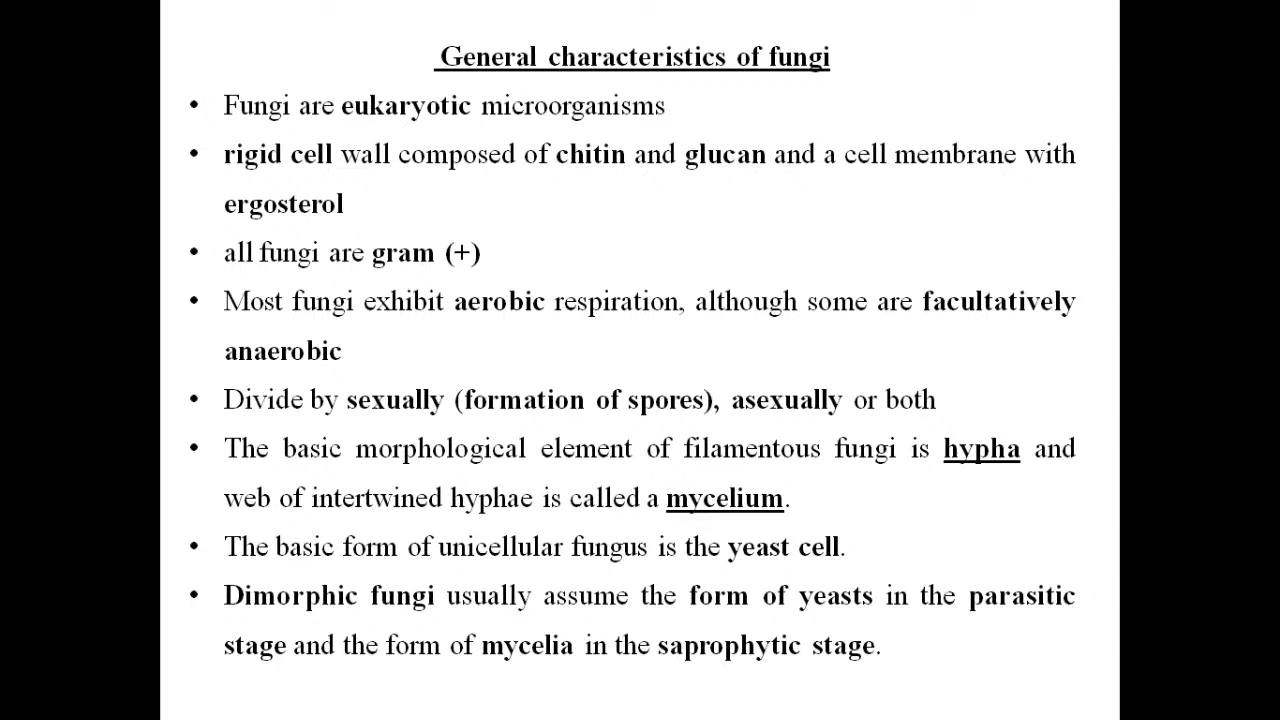 General characteristics of fungi
• Fungi are eukaryotic microorganisms
• rigid cell wall composed of chitin and glucan and a cell membrane with
ergosterol
• all fungi are gram (+)
• Most fungi exhibit aerobic respiration, although some are facultatively
anaerobic
• Divide by sexually (formation of spores), asexually or both
• The basic morphological element of filamentous fungi is hypha and
web of intertwined hyphae is called a mycelium.
• The basic form of unicellular fungus is the yeast cell.
• Dimorphic fungi usually assume the form of yeasts in the parasitic
stage and the form of mycelia in the saprophytic stage.